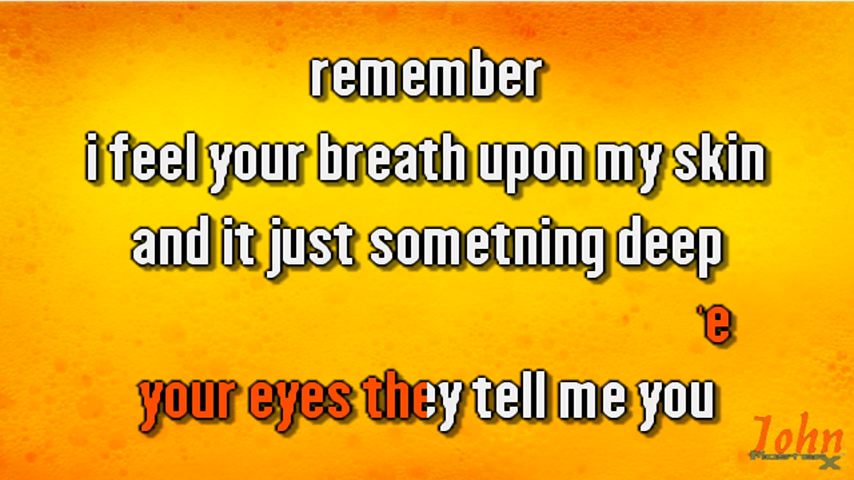 remember
i feel your breath upon my skin
and it just sometning deep
e
your eyes they tell me you
John